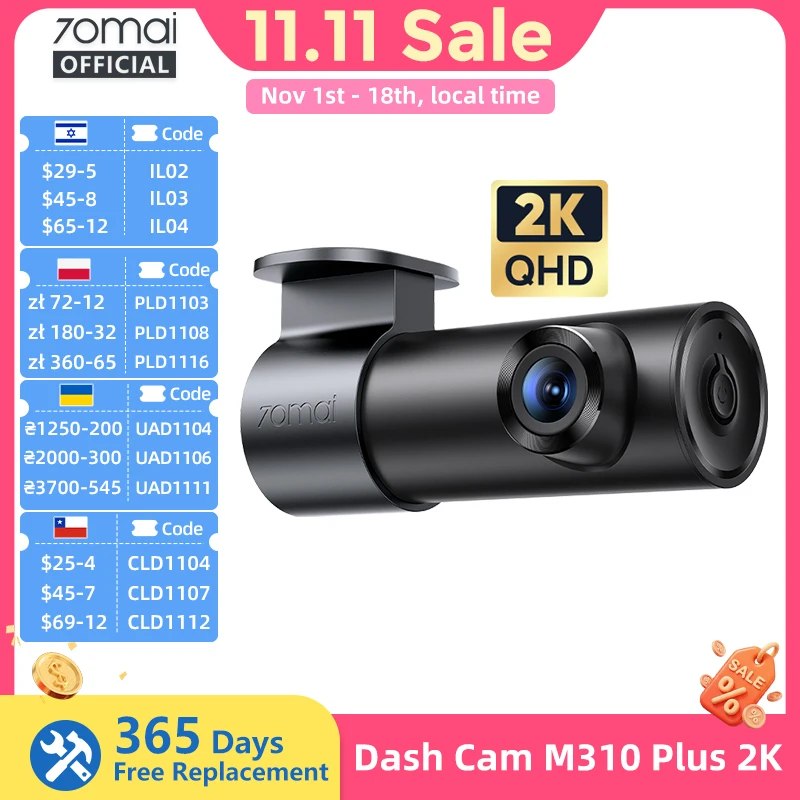 70mai
OFFICIAL
11.11 Sale
Nov 1st - 18th, local time
Code
$29-5 IL02
$45-8 IL03
$65-12 IL04
Code
zł 72-12 PLD1103
zł 180-32 PLD1108
zł 360-65 PLD1116
Code
₴1250-200 UAD1104
₴2000-300 UAD1106
₴3700-545 UAD1111
Code
$25-4 CLD1104
$45-7 CLD1107
$69-12 CLD1112
2K
QHD
70mai
SALE
%
$
365 Days
Free Replacement
Dash Cam M310 Plus 2K